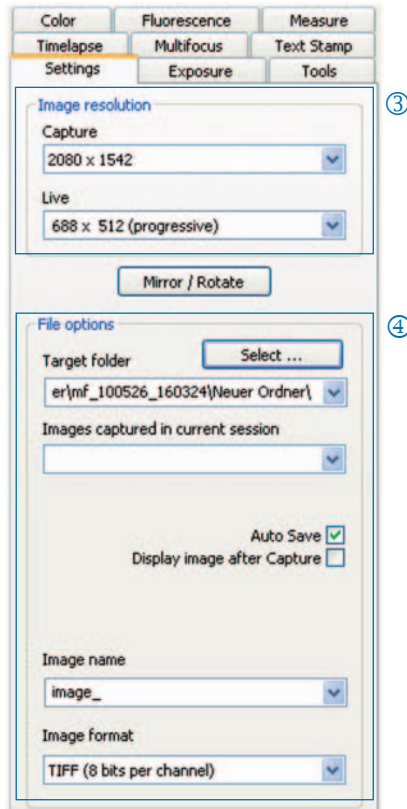 Color Fluorescence Measure
Timelapse Multifocus Text Stamp
Settings Exposure Tools
Image resolution ③
Capture
2080 x 1542
Live
688 x 512 (progressive)
Mirror / Rotate
File options ④
Target folder Select ...
er\mf_100526_160324\Neuer Ordner\
Images captured in current session
Auto Save
Display image after Capture
Image name
image_
Image format
TIFF (8 bits per channel)